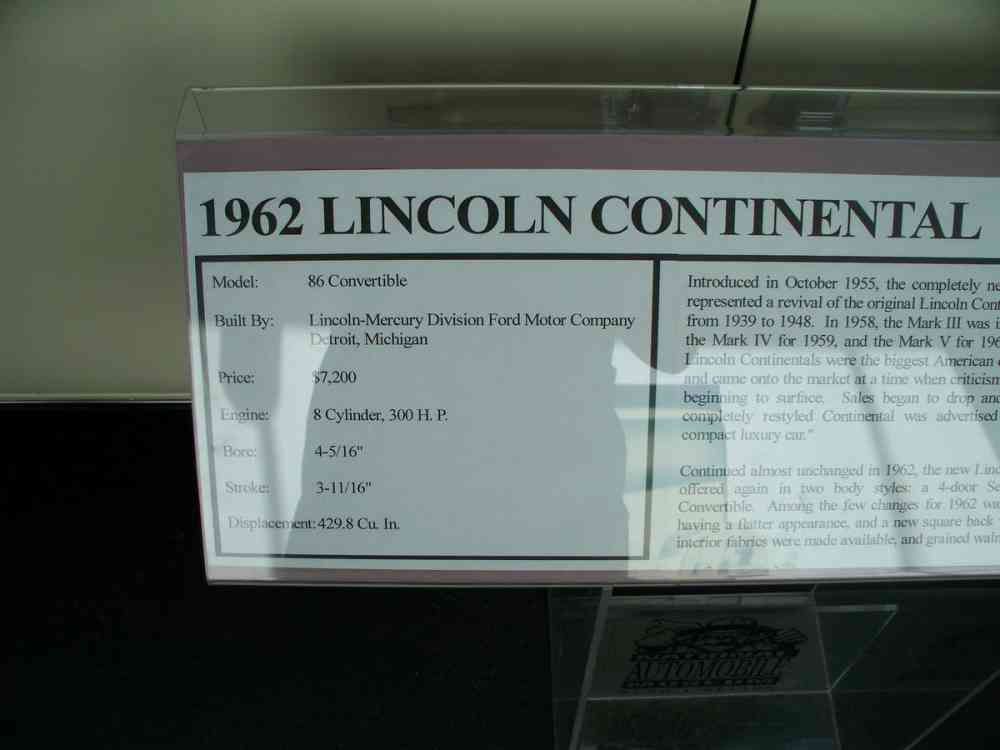 1962 LINCOLN CONTINENTAL
Model: 86 Convertible
Built By: Lincoln-Mercury Division Ford Motor Company
Detroit, Michigan
Price: $7,200
Engine: 8 Cylinder, 300 H. P.
Bore: 4-5/16"
Stroke: 3-11/16"
Displacement: 429.8 Cu. In.
Introduced in October 1955, the completely
represented a revival of the original Lincoln
from 1939 to 1948. In 1958, the Mark III was
the Mark IV for 1959, and the Mark V for
Lincoln Continentals were the biggest American
and came onto the market at a time when criticism
beginning to surface. Sales began to drop and
completely restyled Continental was advertised
compact luxury car."
Continued almost unchanged in 1962, the new
offered again in two body styles: a 4-door
Convertible. Among the few changes for 1962
having a flatter appearance, and a new square back
interior fabrics were made available, and grained
AUTOMOBILE